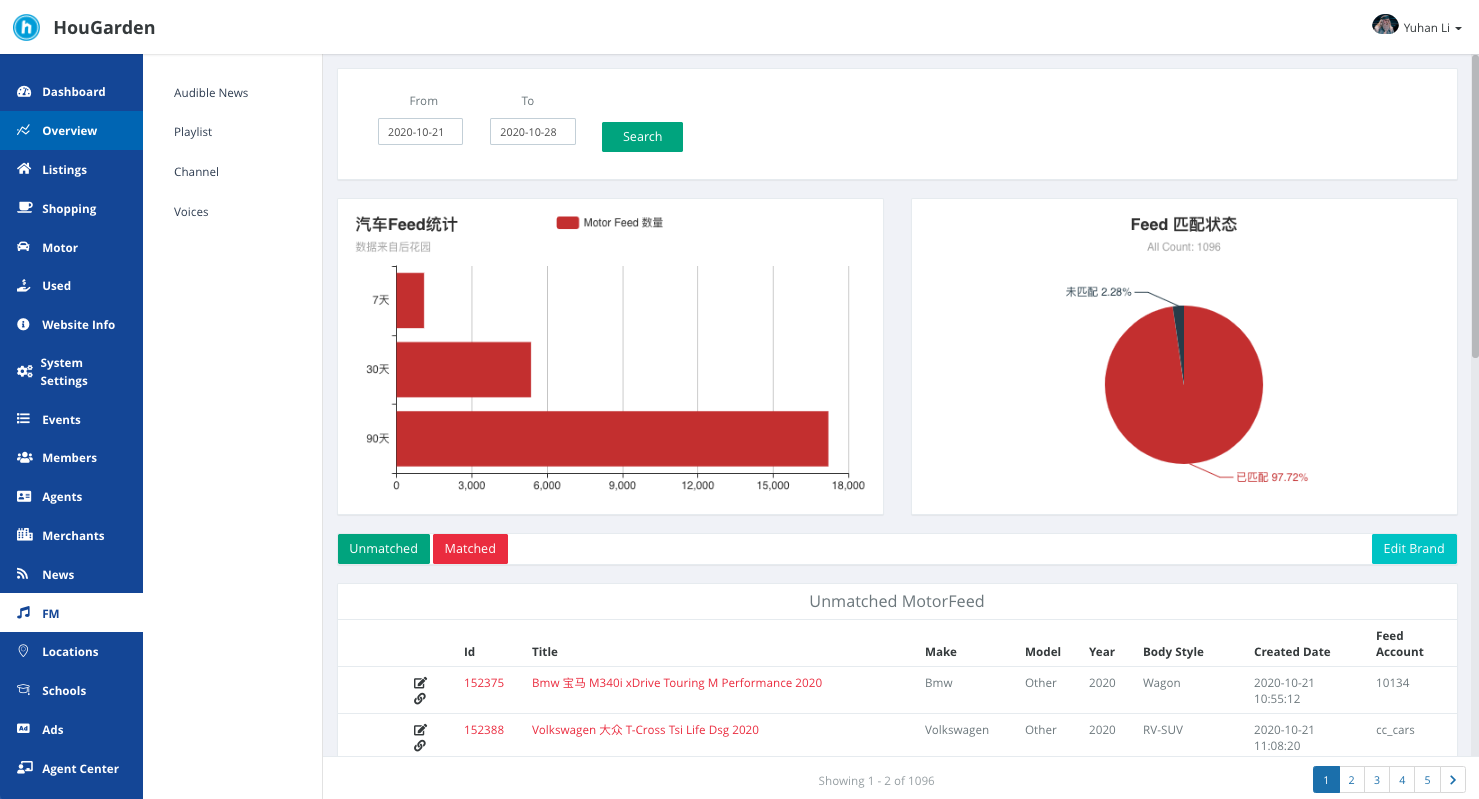 HouGarden
Yuhan Li
Dashboard
Overview
Listings
Shopping
Motor
Used
Website Info
System
Settings
Events
Members
Agents
Merchants
News
FM
Locations
Schools
Ads
Agent Center
Audible News
Playlist
Channel
Voices
From
To
2020-10-21
2020-10-28
Search
汽车Feed统计
数据来自后花园
Motor Feed 数量
7天
30天
90天
0 3,000 6,000 9,000 12,000 15,000 18,000
Feed 匹配状态
All Count: 1096
未匹配 2.28%
已匹配 97.72%
Unmatched
Matched
Edit Brand
Unmatched MotorFeed
Id Title Make Model Year Body Style Created Date Feed Account
152375 Bmw 宝马 M340i xDrive Touring M Performance 2020 Bmw Other 2020 Wagon 2020-10-21 10:55:12 10134
152388 Volkswagen 大众 T-Cross Tsi Life Dsg 2020 Volkswagen Other 2020 RV-SUV 2020-10-21 11:08:20 cc_cars
Showing 1 - 2 of 1096
1 2 3 4 5